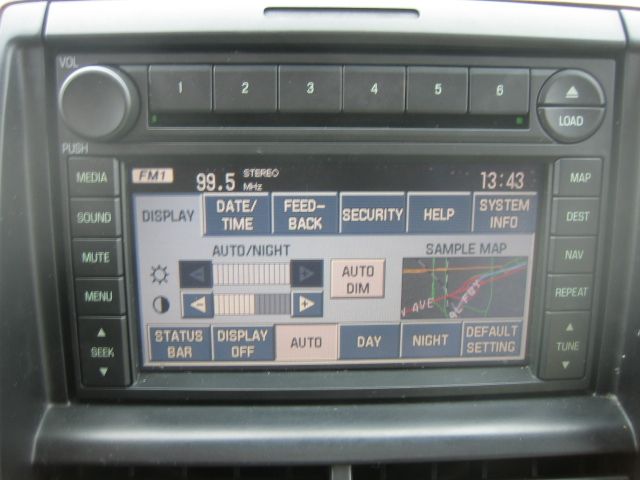 VOL
PUSH
1 2 3 4 5 6
LOAD
MEDIA
SOUND
MUTE
MENU
SEEK
FM1 99.5 STEREO MHz 13:43
DISPLAY DATE/TIME FEED-BACK SECURITY HELP SYSTEM INFO
AUTO/NIGHT
AUTO DIM
SAMPLE MAP
AVE
STATUS BAR DISPLAY OFF AUTO DAY NIGHT DEFAULT SETTING
MAP
DEST
NAV
REPEAT
TUNE